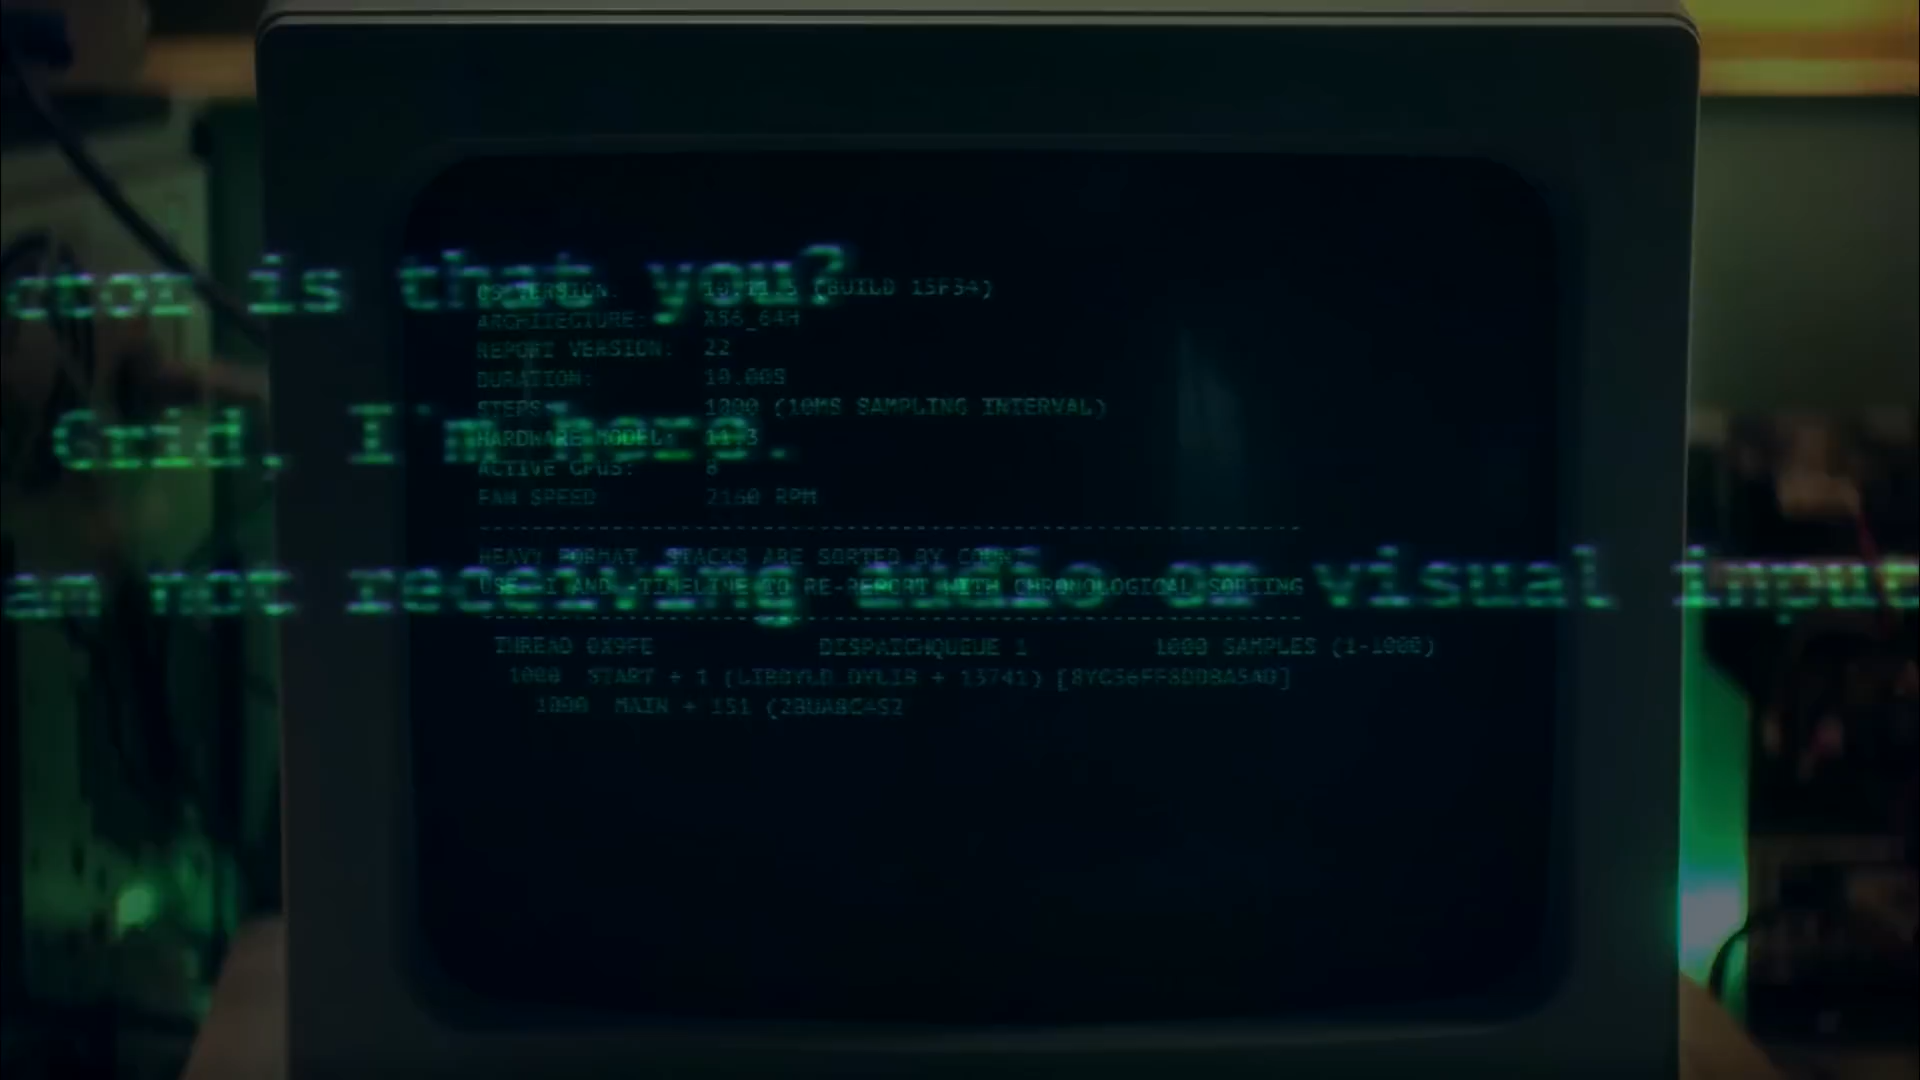 is that you?
OS VERSION: 10.11.5 (BUILD 15F34)
ARCHITECTURE: X86_64H
REPORT VERSION: 22
DURATION: 10.00S
STEPS: 1000 (10MS SAMPLING INTERVAL)
Grid, I'm here.
HARDWARE MODEL: 11,3
ACTIVE CPUS: 8
FAN SPEED: 2160 RPM
HEAVY FORMAT: STACKS ARE SORTED BY COUNT
am not receiving audio or visual input
USE -I AND -TIMELINE TO RE-REPORT WITH CHRONOLOGICAL SORTING
THREAD 0X9FE DISPATCHQUEUE 1 1000 SAMPLES (1-1000)
1000 START + 1 (LIBDYLD.DYLIB + 13741)
1000 MAIN + 151